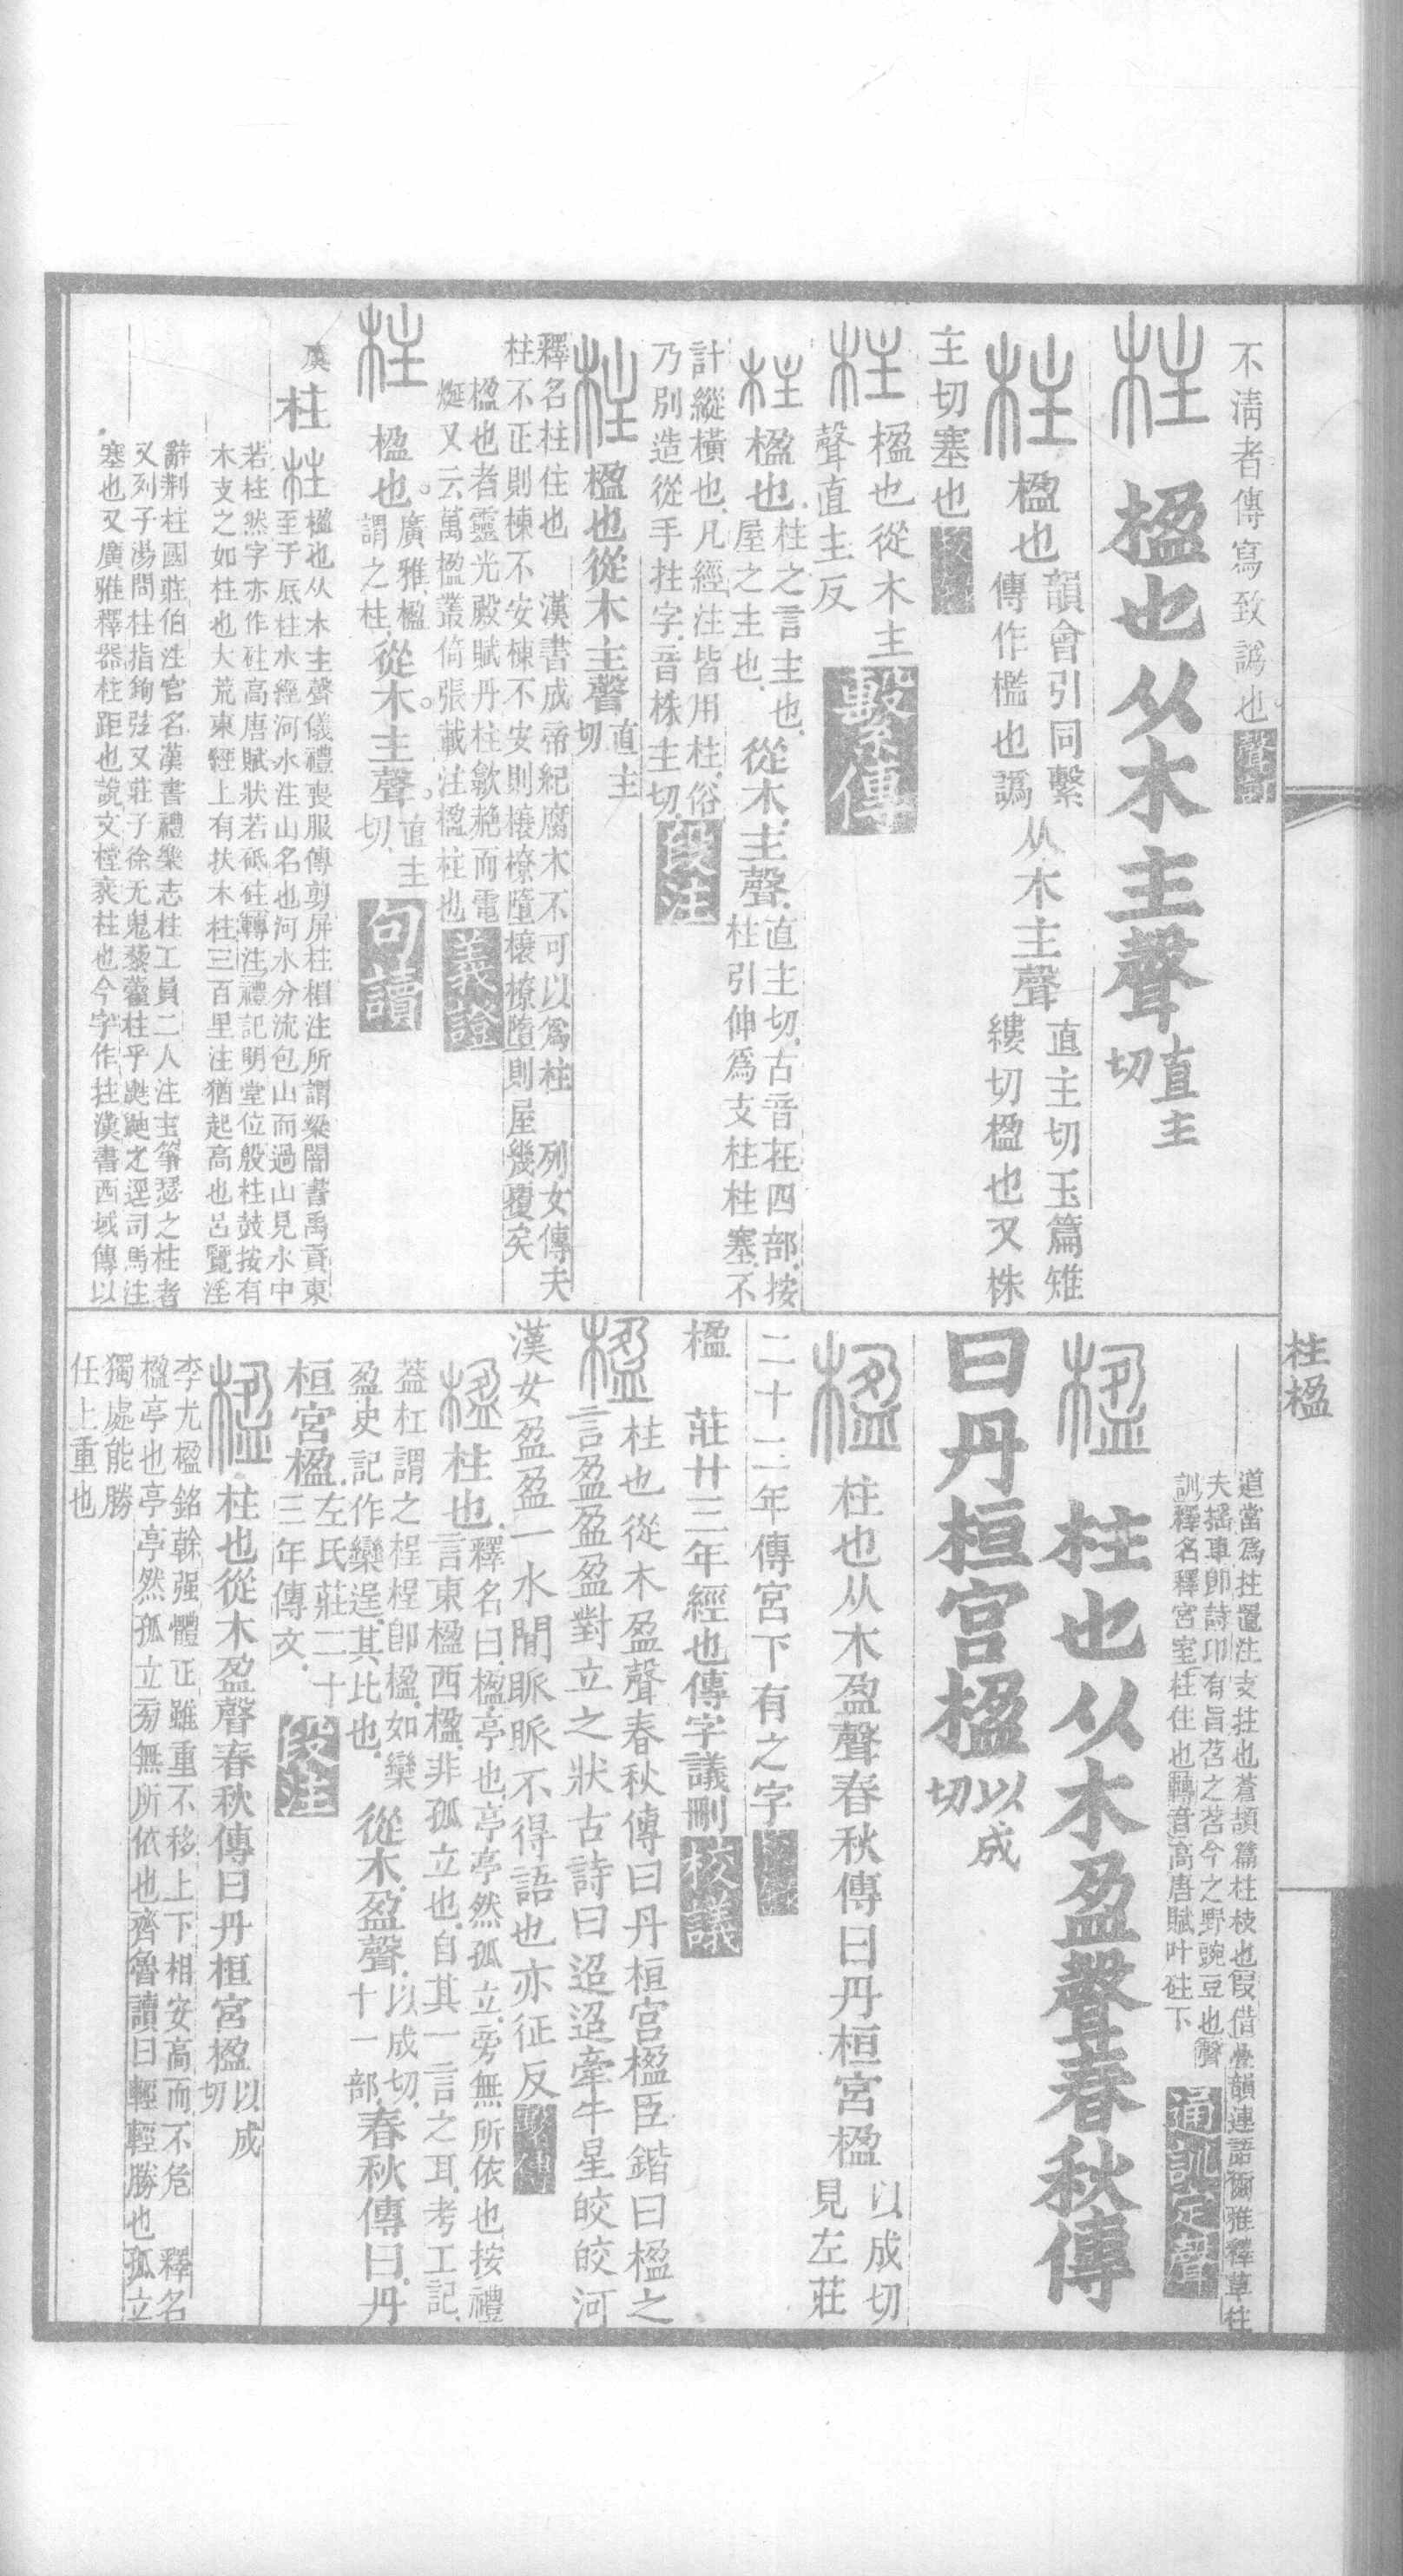 不清者傳寫致譌也聲訂
柱 楹也从木主聲直主切
柱 楹也韻會引同繫傳作檻也譌从木主聲直主切玉篇雉縷切楹也又株
主切塞也
柱 楹也從木主
聲直主反繫傳
柱 楹也柱之言主也屋之主也從木主聲直主切古音在四部按柱引伸爲支柱柱塞不
計縱橫也凡經注皆用柱俗
乃別造從手拄字音株主切段注
柱 楹也從木主聲直主切
釋名柱住也 漢書成帝紀腐木不可以爲柱 列女傳夫
柱不正則棟不安棟不安則榱橑墮榱橑墮則屋幾覆矣
楹也者靈光殿賦丹柱歙赩而電
烻又云萬楹叢倚張載注楹柱也義證
柱 楹也廣雅楹謂之柱從木主聲直主切句讀
柱 柱楹也从木主聲儀禮喪服傳剪屏柱楣注所謂梁闇書禹貢東
至于厎柱水經河水注山名也河水分流包山而過山見水中
若柱然字亦作砫高唐賦狀若砥砫轉注禮記明堂位殷柱鼓按有
木支之如柱也大荒東經上有扶木柱三百里注猶起高也呂覽淫
辭荆柱國莊伯注官名漢書禮樂志柱工員二人注主箏瑟之柱者
又列子湯問柱指鉤弦又莊子徐无鬼藜藿柱乎鼪鼬之逕司馬注
塞也又廣雅釋器柱距也說文樘衺柱也今字作拄漢書西域傳以
柱楹
道當爲拄置注支拄也蒼頡篇柱枝也叚借疊韻連語爾雅釋草柱
夫搖車卽詩卬有旨苕之苕今之野豌豆也聲
訓釋名釋宮室柱住也轉音高唐賦叶砫下通訓定聲
楹 柱也从木盈聲春秋傳
曰丹桓宮楹以成切
楹 柱也从木盈聲春秋傳曰丹桓宮楹以成切見左莊
二十三年傳宮下有之字
楹 莊廿三年經也傳字議刪校議
楹 柱也從木盈聲春秋傳曰丹桓宮楹臣鍇曰楹之
言盈盈盈對立之狀古詩曰迢迢牽牛星皎皎河
漢女盈盈一水閒脈脈不得語也亦征反繫傳
楹 柱也釋名曰楹亭也亭亭然孤立旁無所依也按禮言東楹西楹非孤立也自其一言之耳考工記
蓋杠謂之桯桯卽楹如欒盈史記作欒逞其比也從木盈聲以成切十一部春秋傳曰丹
桓宮楹左氏莊二十三年傳文段注
楹 柱也從木盈聲春秋傳曰丹桓宮楹以成切
李尤楹銘榦强體正雖重不移上下相安高而不危 釋名
楹亭也亭亭然孤立旁無所依也齊魯讀曰輕輕勝也孤立
獨處能勝
任上重也